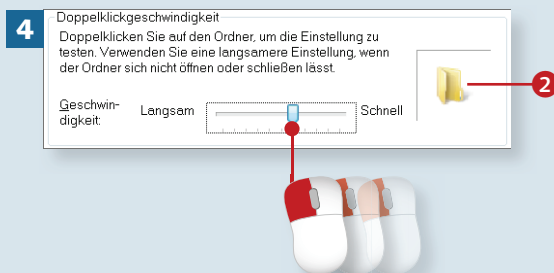 4
Doppelklickgeschwindigkeit
Doppelklicken Sie auf den Ordner, um die Einstellung zu
testen. Verwenden Sie eine langsamere Einstellung, wenn
der Ordner sich nicht öffnen oder schließen lässt.
2
Geschwin-
digkeit:
Langsam
Schnell